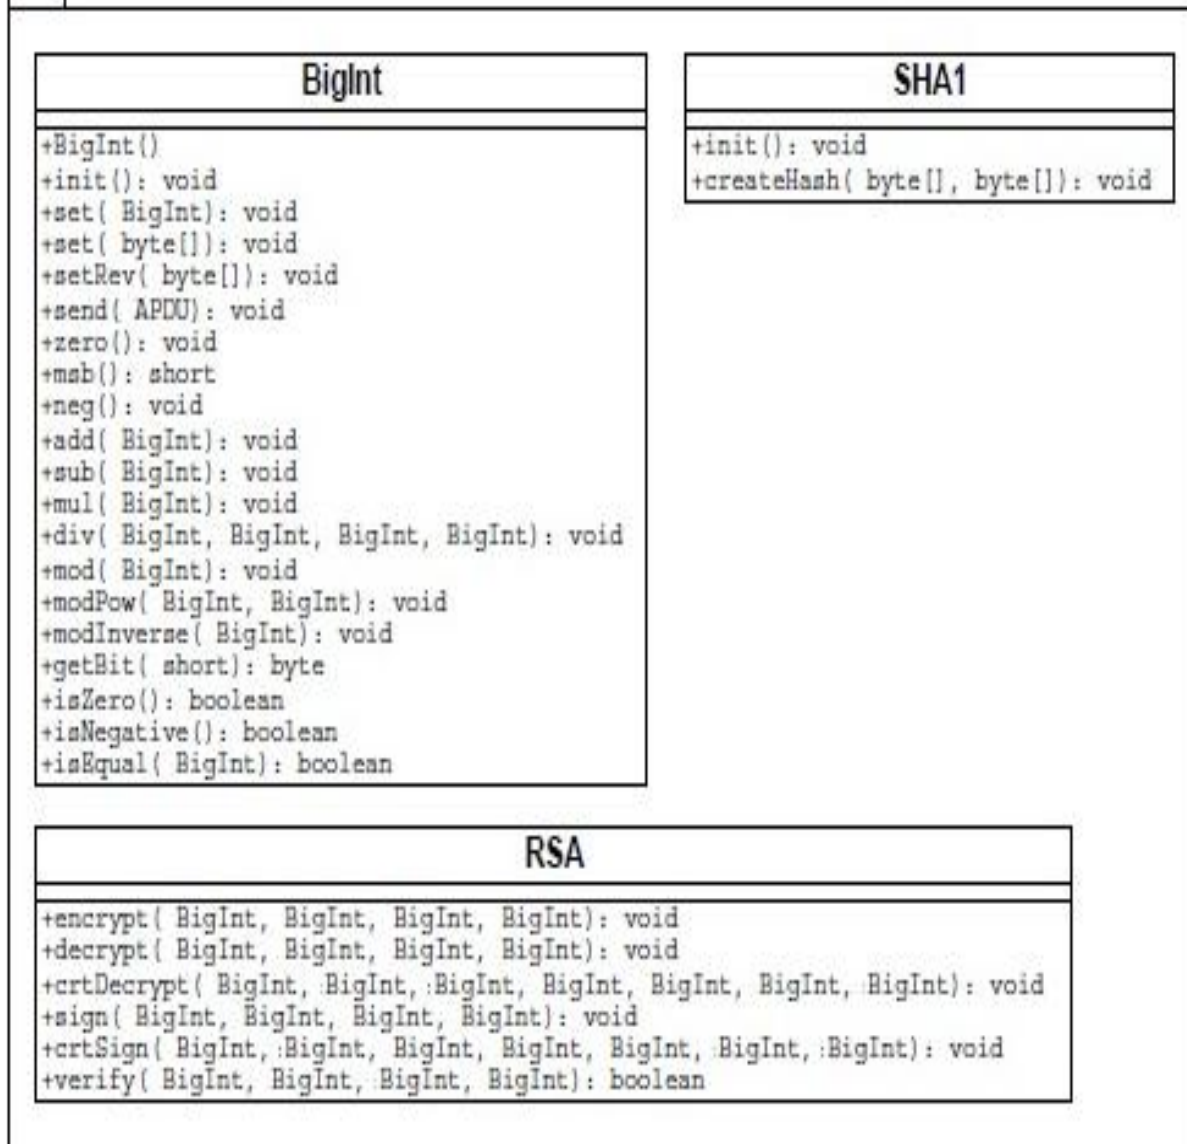 BigInt
+BigInt()
+init(): void
+set( BigInt): void
+set( byte[]): void
+setRev( byte[]): void
+send( APDU): void
+zero(): void
+msb(): short
+neg(): void
+add( BigInt): void
+sub( BigInt): void
+mul( BigInt): void
+div( BigInt, BigInt, BigInt, BigInt): void
+mod( BigInt): void
+modPow( BigInt, BigInt): void
+modInverse( BigInt): void
+getBit( short): byte
+isZero(): boolean
+isNegative(): boolean
+isEqual( BigInt): boolean
SHA1
+init(): void
+createHash( byte[], byte[]): void
RSA
+encrypt( BigInt, BigInt, BigInt, BigInt): void
+decrypt( BigInt, BigInt, BigInt, BigInt): void
+crtDecrypt( BigInt, BigInt, BigInt, BigInt, BigInt, BigInt, BigInt): void
+sign( BigInt, BigInt, BigInt, BigInt): void
+crtSign( BigInt, BigInt, BigInt, BigInt, BigInt, BigInt, BigInt): void
+verify( BigInt, BigInt, BigInt, BigInt): boolean